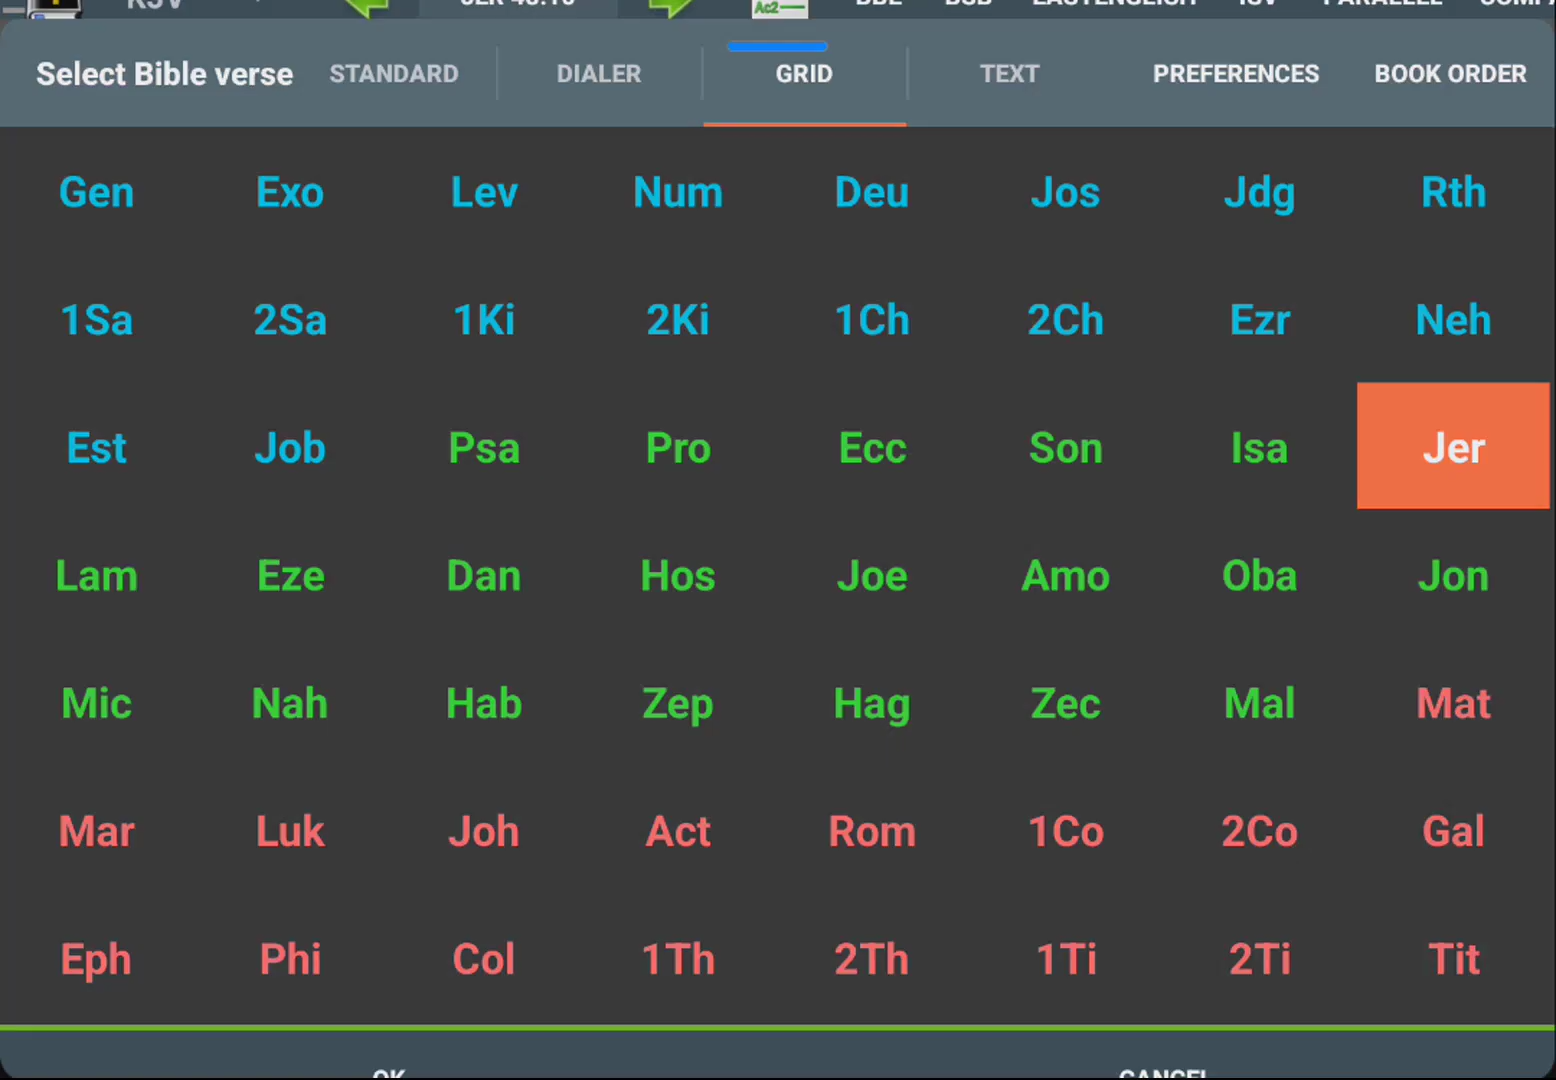 Select Bible verse STANDARD DIALER GRID TEXT PREFERENCES BOOK ORDER
Gen Exo Lev Num Deu Jos Jdg Rth
1Sa 2Sa 1Ki 2Ki 1Ch 2Ch Ezr Neh
Est Job Psa Pro Ecc Son Isa Jer
Lam Eze Dan Hos Joe Amo Oba Jon
Mic Nah Hab Zep Hag Zec Mal Mat
Mar Luk Joh Act Rom 1Co 2Co Gal
Eph Phi Col 1Th 2Th 1Ti 2Ti Tit
OK CANCEL